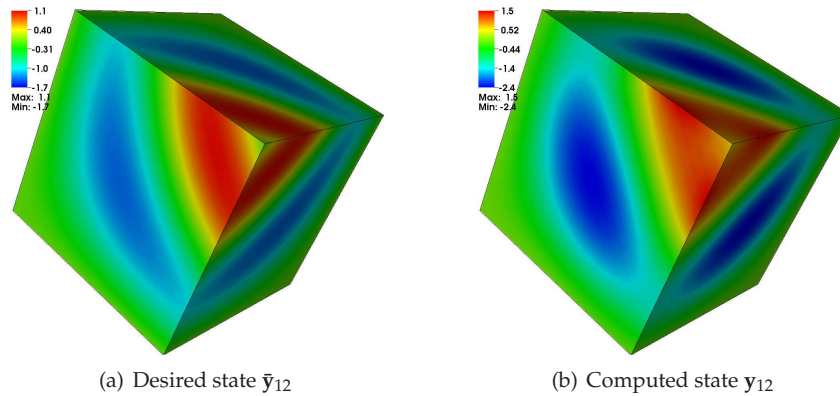 1.1
0.40
-0.31
-1.0
-1.7
Max: 1.1
Min: -1.7
1.5
0.52
-0.44
-1.4
-2.4
Max: 1.5
Min: -2.4
(a) Desired state ȳ₁₂
(b) Computed state y₁₂